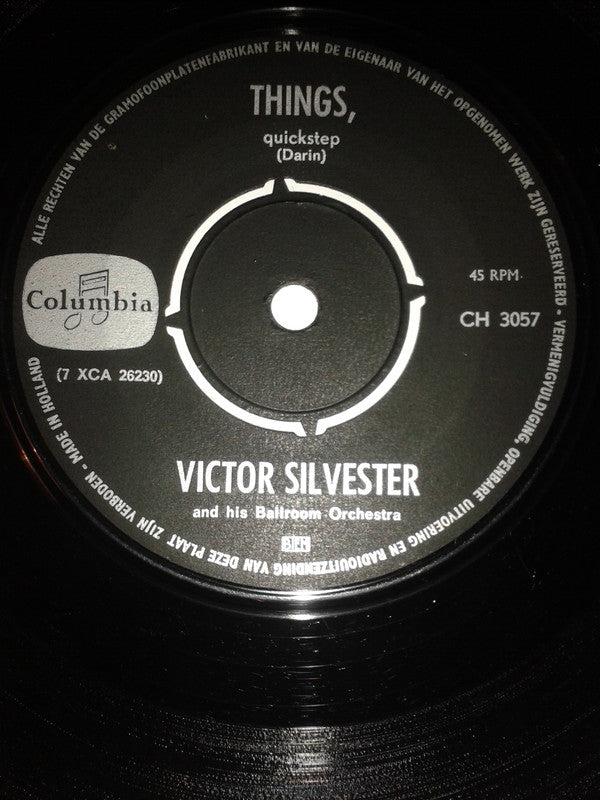 ALLE RECHTEN VAN DE GRAMOFOONPLATENFABRIKANT EN VAN DE EIGENAAR VAN HET OPGENOMEN WERK ZIJN GERESERVEERD • VERMENIGVULDIGING, OPENBARE UITVOERING EN RADIOUITZENDING VAN DEZE PLAAT ZIJN VERBODEN • MADE IN HOLLAND
THINGS,
quickstep
(Darin)
Columbia
45 RPM.
CH 3057
(7 XCA 26230)
VICTOR SILVESTER
and his Ballroom Orchestra
BIEM